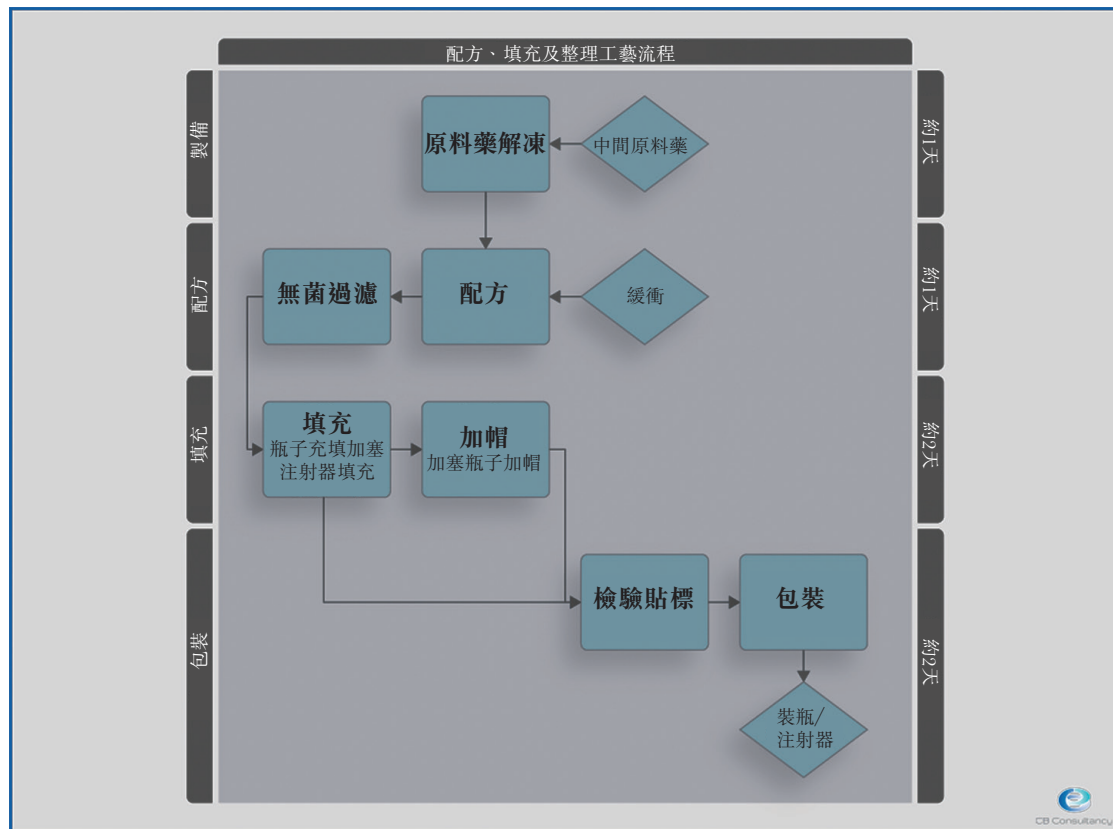 配方、填充及整理工藝流程
製備
原料藥解凍
中間原料藥
約1天
配方
無菌過濾
配方
緩衝
約1天
填充
填充
瓶子充填加塞
注射器填充
加帽
加塞瓶子加帽
約2天
包裝
檢驗貼標
包裝
約2天
裝瓶/
注射器
CB Consultancy